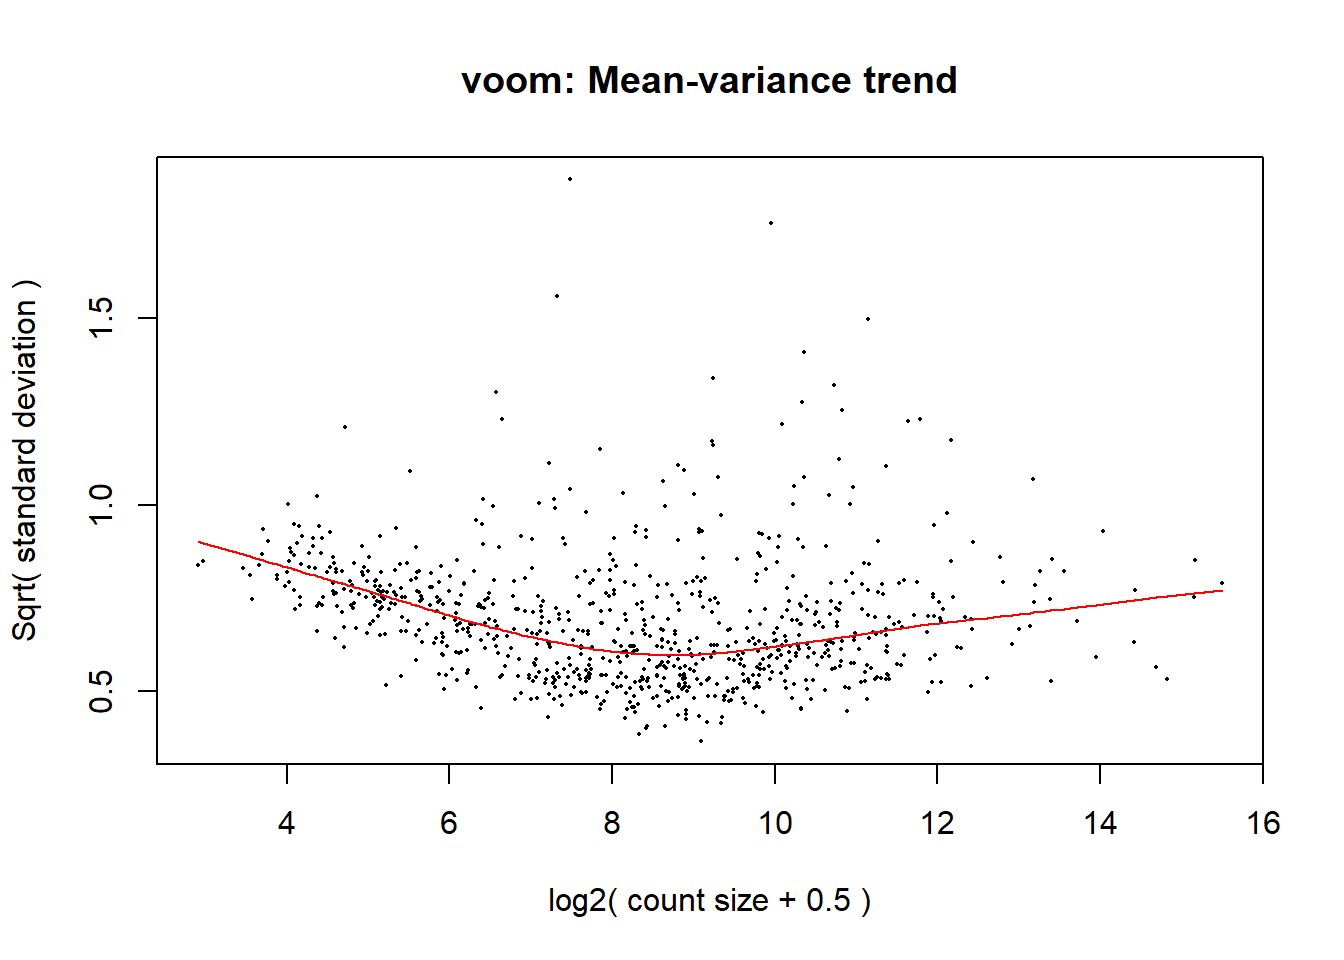 voom: Mean-variance trend
Sqrt( standard deviation )
1.5
1.0
0.5
4 6 8 10 12 14 16
log2( count size + 0.5 )